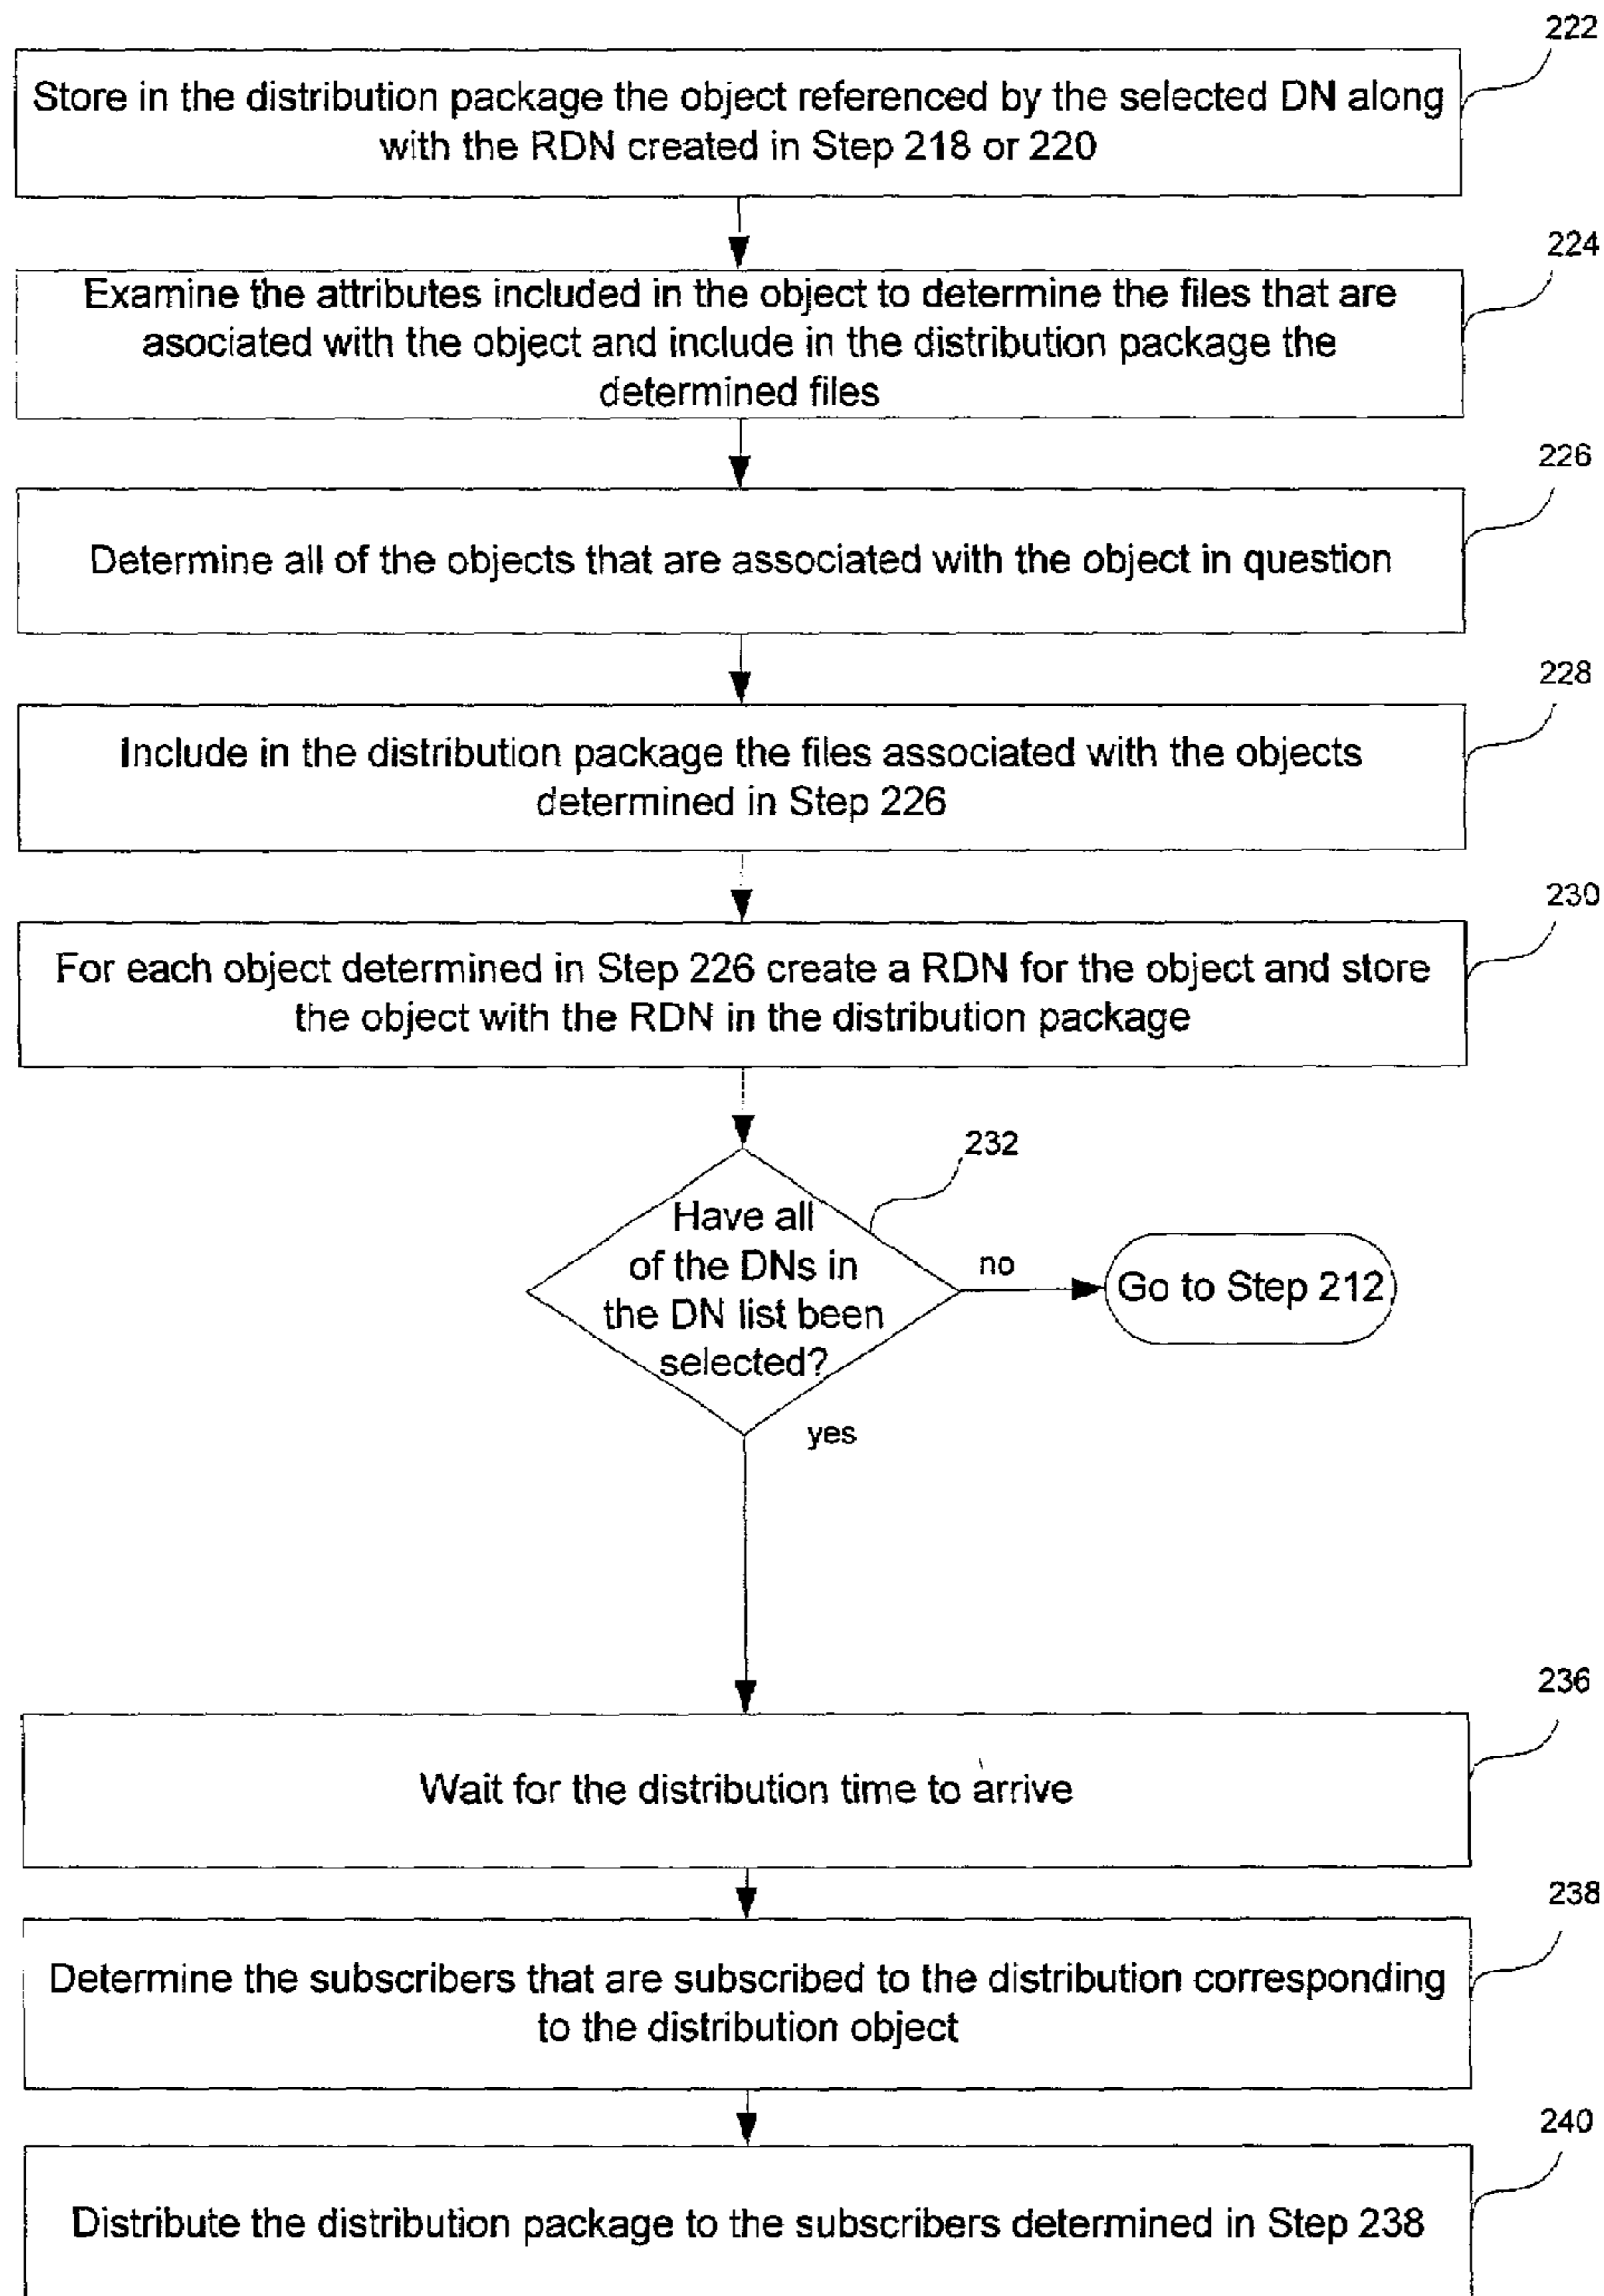 222
Store in the distribution package the object referenced by the selected DN along
with the RDN created in Step 218 or 220
224
Examine the attributes included in the object to determine the files that are
asociated with the object and include in the distribution package the
determined files
226
Determine all of the objects that are associated with the object in question
228
Include in the distribution package the files associated with the objects
determined in Step 226
230
For each object determined in Step 226 create a RDN for the object and store
the object with the RDN in the distribution package
232
Have all
of the DNs in
the DN list been
selected?
no
Go to Step 212
yes
236
Wait for the distribution time to arrive
238
Determine the subscribers that are subscribed to the distribution corresponding
to the distribution object
240
Distribute the distribution package to the subscribers determined in Step 238